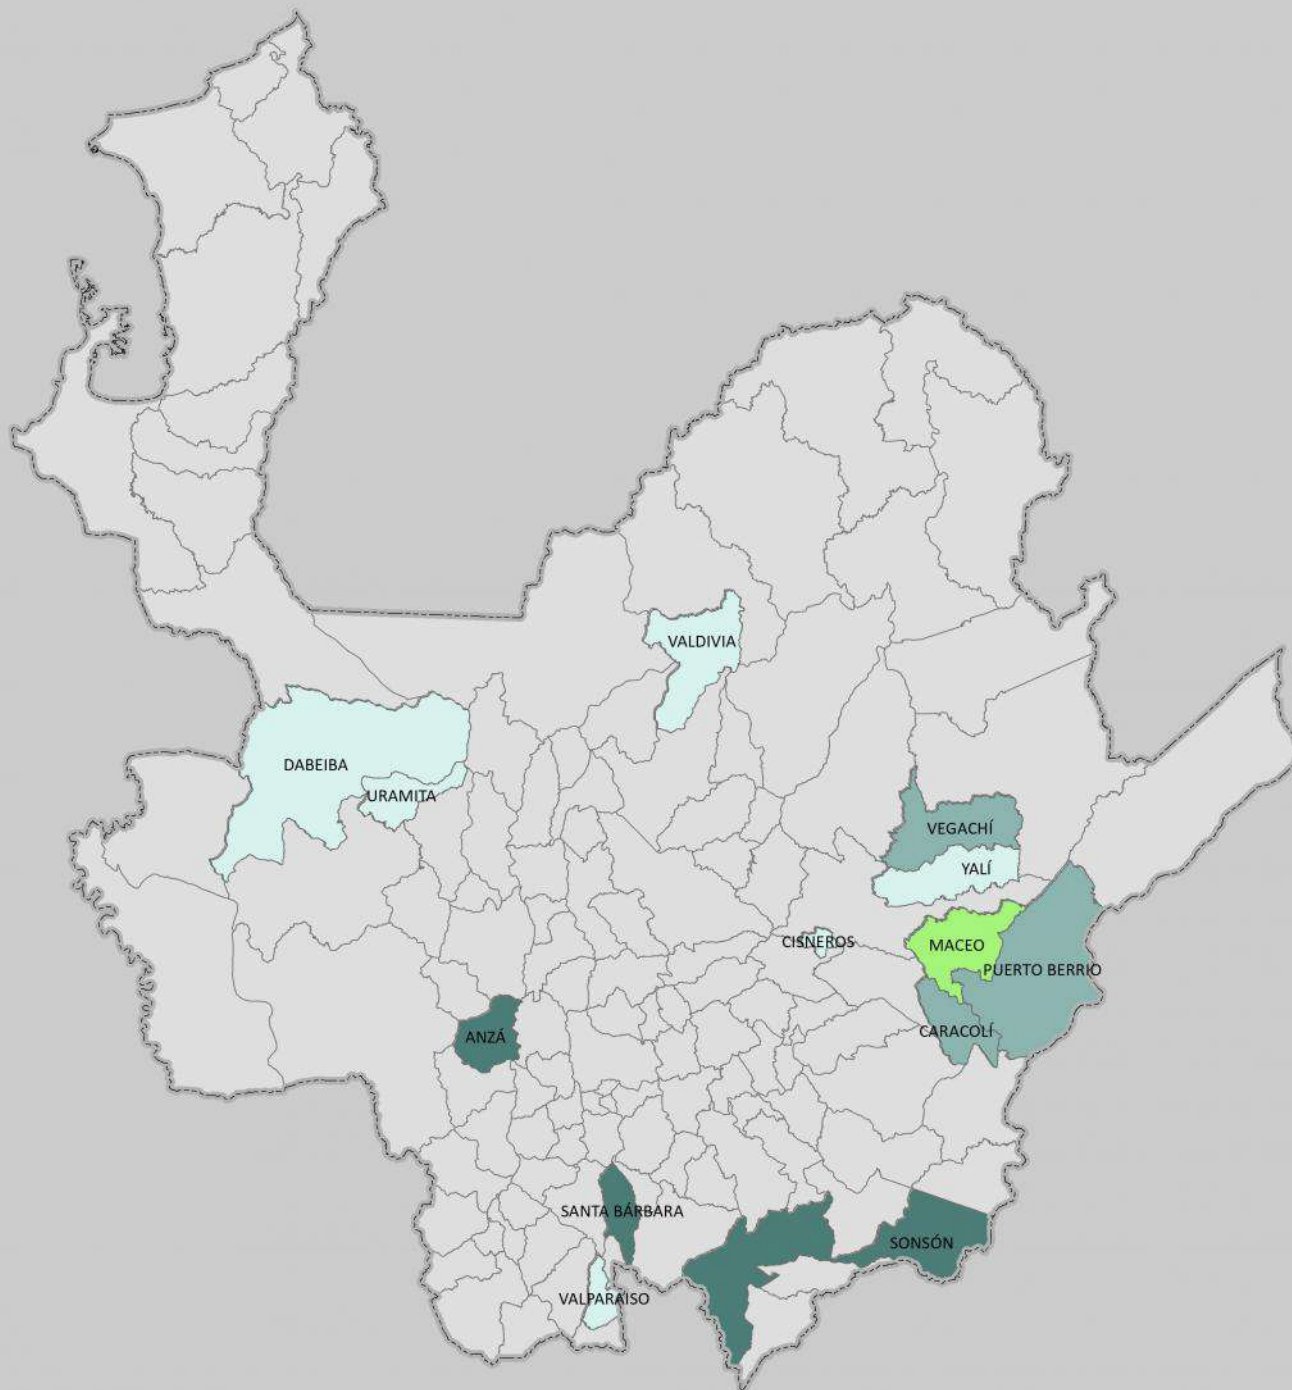 VALDIVIA
DABEIBA
URAMITA
VEGACHÍ
YALÍ
CISNEROS
MACEO
PUERTO BERRIO
CARACOLÍ
ANZÁ
SANTA BÁRBARA
SONSÓN
VALPARAISO